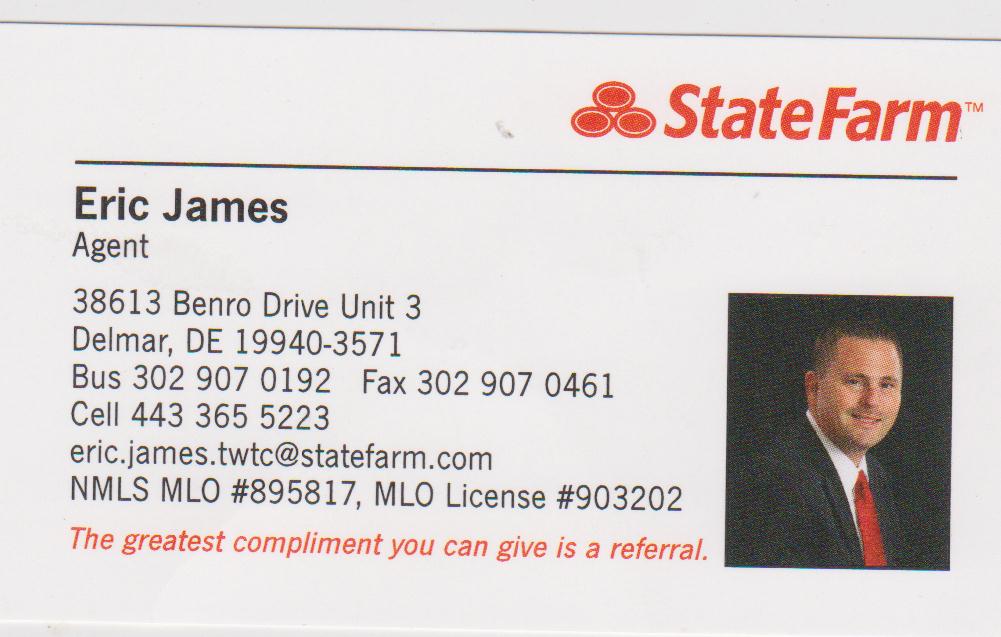 StateFarm™
Eric James
Agent
38613 Benro Drive Unit 3
Delmar, DE 19940-3571
Bus 302 907 0192 Fax 302 907 0461
Cell 443 365 5223
eric.james.twtc@statefarm.com
NMLS MLO #895817, MLO License #903202
The greatest compliment you can give is a referral.